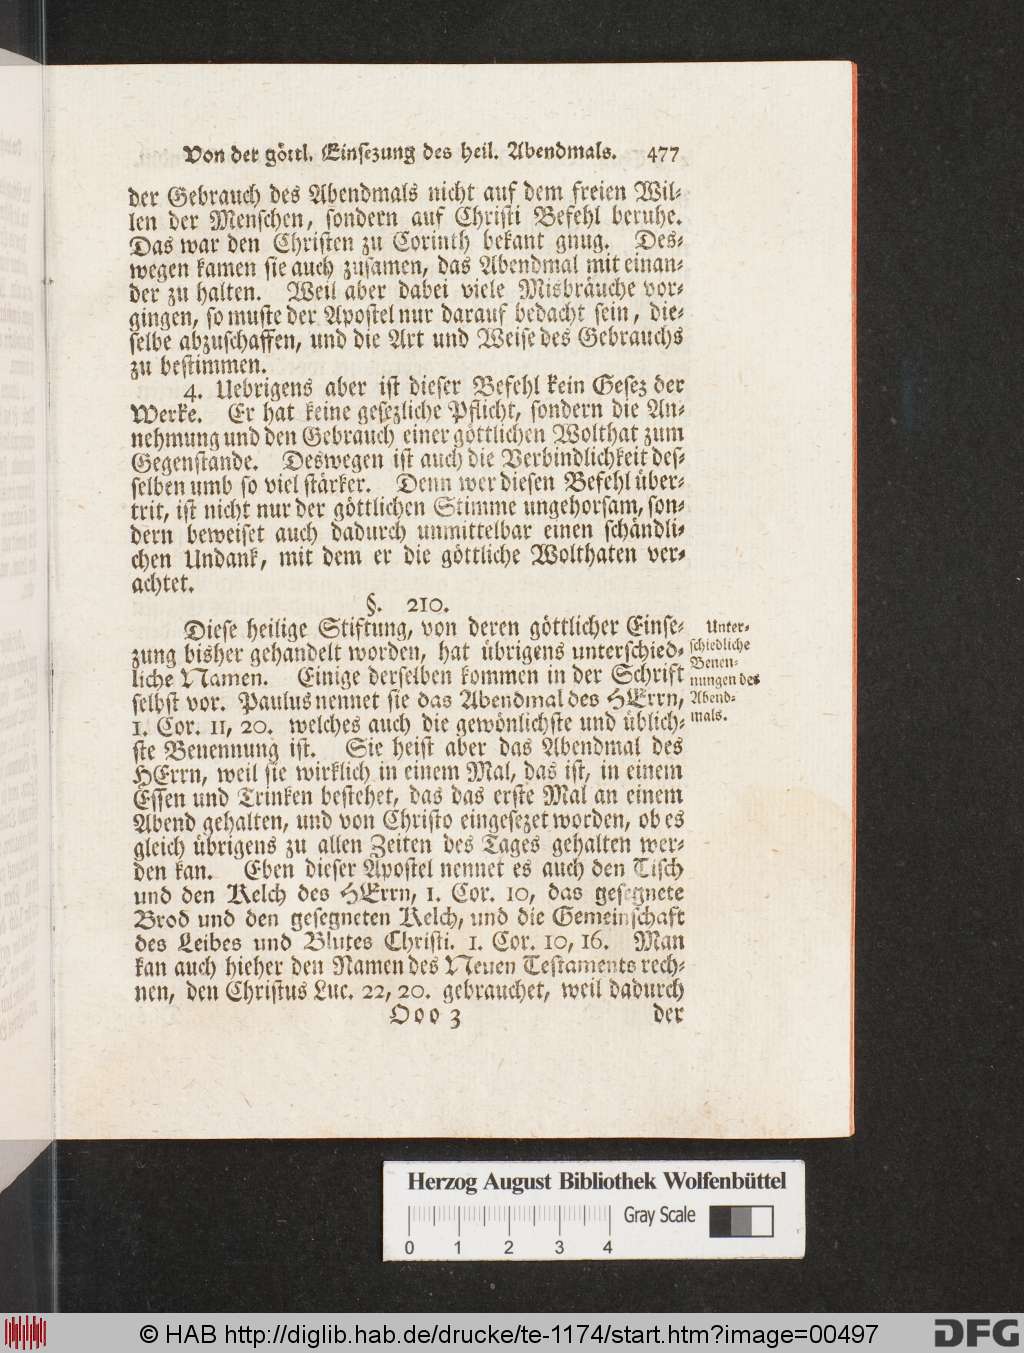 Von der göttl. Einsezung des heil. Abendmals. 477
der Gebrauch des Abendmals nicht auf dem freien Wil-
len der Menschen, sondern auf Christi Befehl beruhe.
Das war den Christen zu Corinth bekant gnug. Des-
wegen kamen sie auch zusamen, das Abendmal mit einan-
der zu halten. Weil aber dabei viele Misbräuche vor-
gingen, so muste der Apostel nur darauf bedacht sein, die-
selbe abzuschaffen, und die Art und Weise des Gebrauchs
zu bestimmen.
4. Uebrigens aber ist dieser Befehl kein Gesez der
Werke. Er hat keine gesezliche Pflicht, sondern die An-
nehmung und den Gebrauch einer göttlichen Wolthat zum
Gegenstande. Deswegen ist auch die Verbindlichkeit des-
selben umb so viel stärker. Denn wer diesen Befehl über-
trit, ist nicht nur der göttlichen Stimme ungehorsam, son-
dern beweiset auch dadurch unmittelbar einen schändli-
chen Undank, mit dem er die göttliche Wolthaten ver-
achtet.
§. 210.
Diese heilige Stiftung, von deren göttlicher Einse-
zung bisher gehandelt worden, hat übrigens unterschied-
liche Namen. Einige derselben kommen in der Schrift
selbst vor. Paulus nennet sie das Abendmal des HErrn,
1. Cor. 11, 20. welches auch die gewönlichste und üblich-
ste Beuennung ist. Sie heist aber das Abendmal des
HErrn, weil sie wirklich in einem Mal, das ist, in einem
Essen und Trinken bestehet, das das erste Mal an einem
Abend gehalten, und von Christo eingesezet worden, ob es
gleich übrigens zu allen Zeiten des Tages gehalten wer-
den kan. Eben dieser Apostel nennet es auch den Tisch
und den Kelch des HErrn, 1. Cor. 10, das gesegnete
Brod und den gesegneten Kelch, und die Gemeinschaft
des Leibes und Blutes Christi. 1. Cor. 10, 16. Man
kan auch hieher den Namen des Neuen Testaments rech-
nen, den Christus Luc. 22, 20. gebrauchet, weil dadurch
Ooo 3 der
Unter-
schiedliche
Benen-
nungen des
Abend-
mals.
Herzog August Bibliothek Wolfenbüttel
Gray Scale
0 1 2 3 4
© HAB http://diglib.hab.de/drucke/te-1174/start.htm?image=00497
DFG